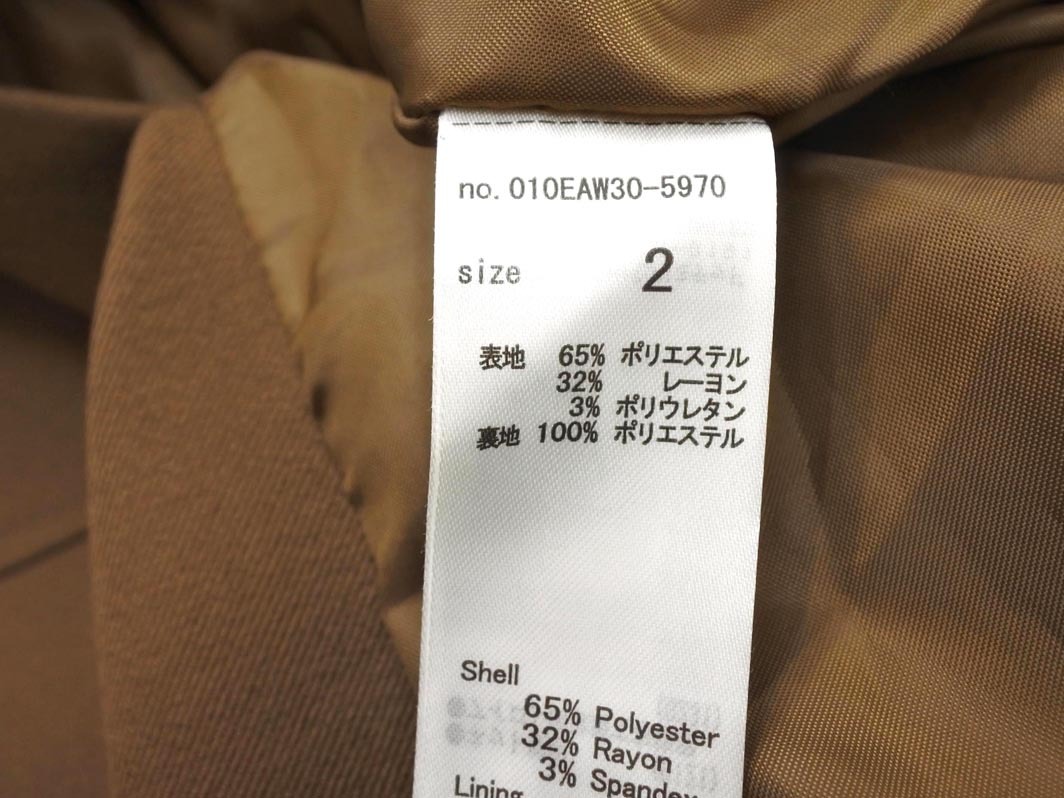 no. 010EAW30-5970
size 2
表地 65% ポリエステル
32% レーヨン
3% ポリウレタン
裏地 100% ポリエステル
Shell
65% Polyester
32% Rayon
3% Spandex
Lining